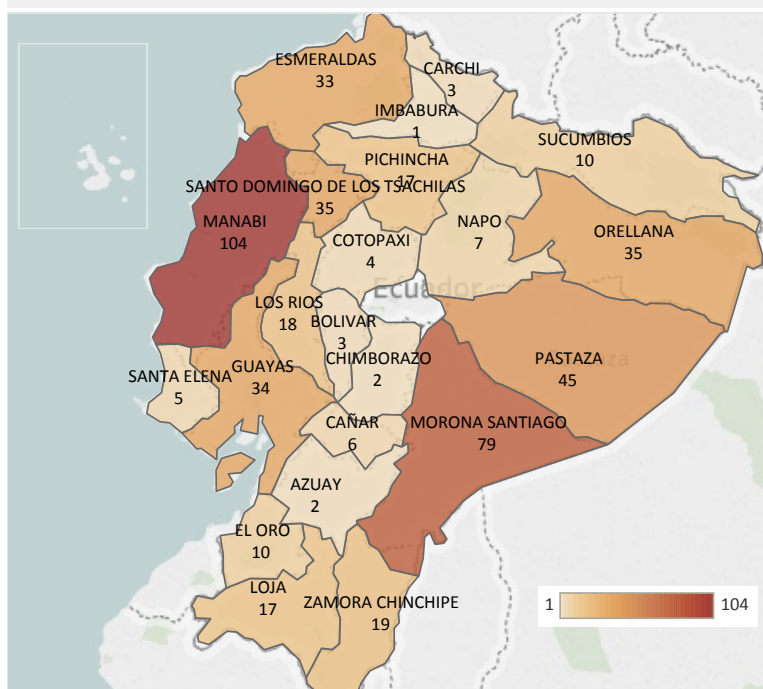 ESMERALDAS
33
CARCHI
3
IMBABURA
1
SUCUMBIOS
10
PICHINCHA
17
SANTO DOMINGO DE LOS TSACHILAS
35
MANABI
104
NAPO
7
ORELLANA
35
COTOPAXI
4
Ecuador
LOS RIOS
18
BOLIVAR
3
CHIMBORAZO
2
PASTAZA
45
SANTA ELENA
5
GUAYAS
34
CAÑAR
6
MORONA SANTIAGO
79
AZUAY
2
EL ORO
10
LOJA
17
ZAMORA CHINCHIPE
19
1 104